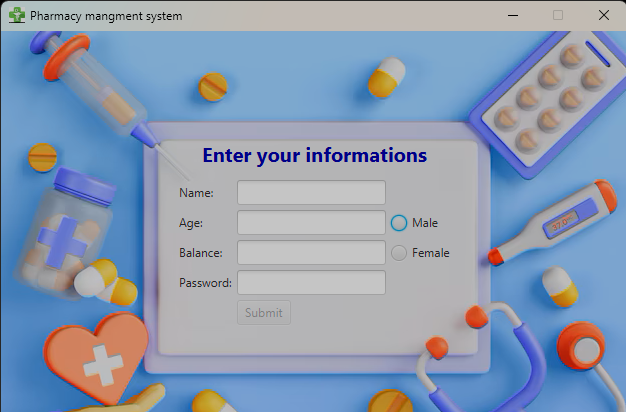 Pharmacy mangment system
Enter your informations
Name:
Age:
Male
Balance:
Female
Password:
Submit